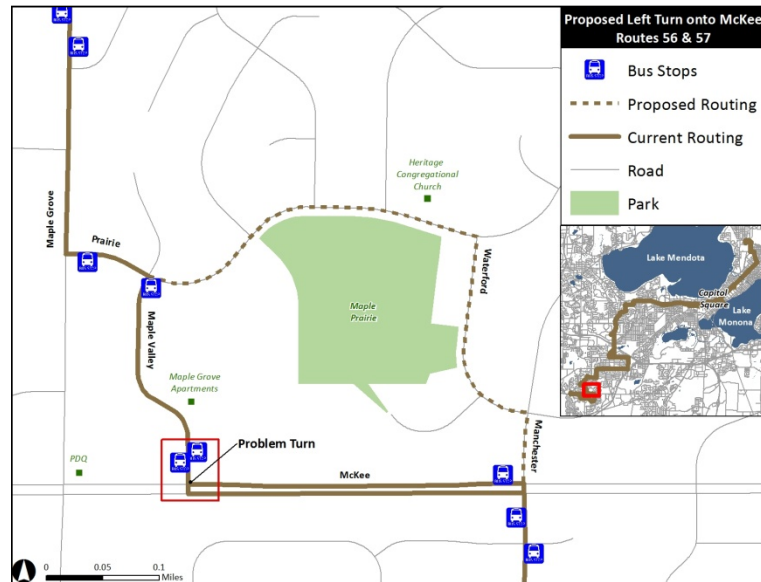 Proposed Left Turn onto McKee
Routes 56 & 57
Bus Stops
Proposed Routing
Current Routing
Road
Park
Lake Mendota
Capitol
Square
Lake
Monona
Maple Grove
Prairie
Heritage
Congregational
Church
Waterford
Maple
Prairie
Maple Valley
Maple Grove
Apartments
Problem Turn
PDQ
McKee
Manchester
0 0.05 0.1
Miles